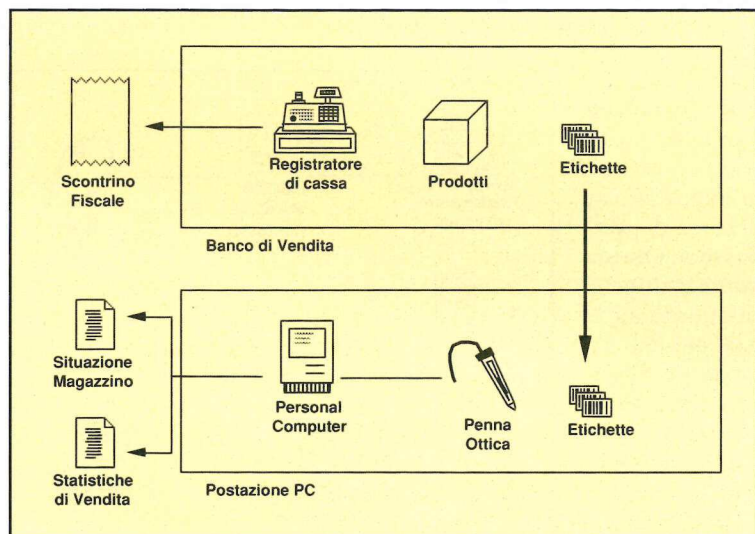 Scontrino
Fiscale
Registratore
di cassa
Prodotti
Etichette
Banco di Vendita
Situazione
Magazzino
Statistiche
di Vendita
Personal
Computer
Penna
Ottica
Etichette
Postazione PC